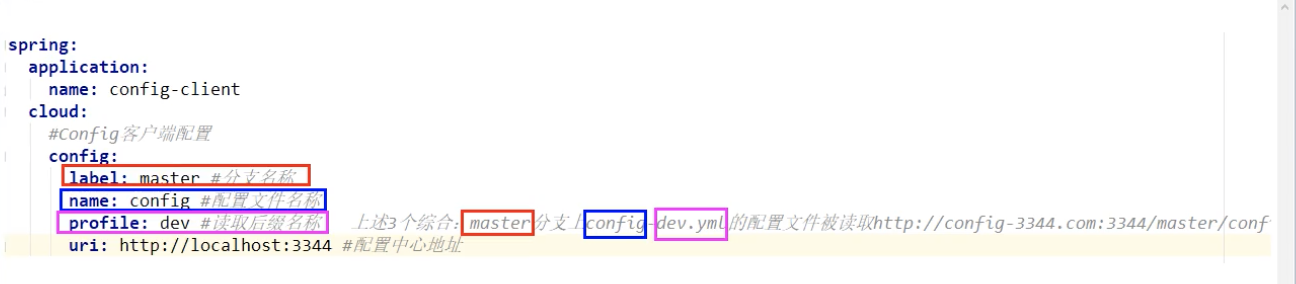 spring:
application:
name: config-client
cloud:
#Config客户端配置
config:
label: master #分支名称
name: config #配置文件名称
profile: dev #读取后缀名称 上述3个综合：master分支上config-dev.yml的配置文件被读取http://config-3344.com:3344/master/conf
uri: http://localhost:3344 #配置中心地址